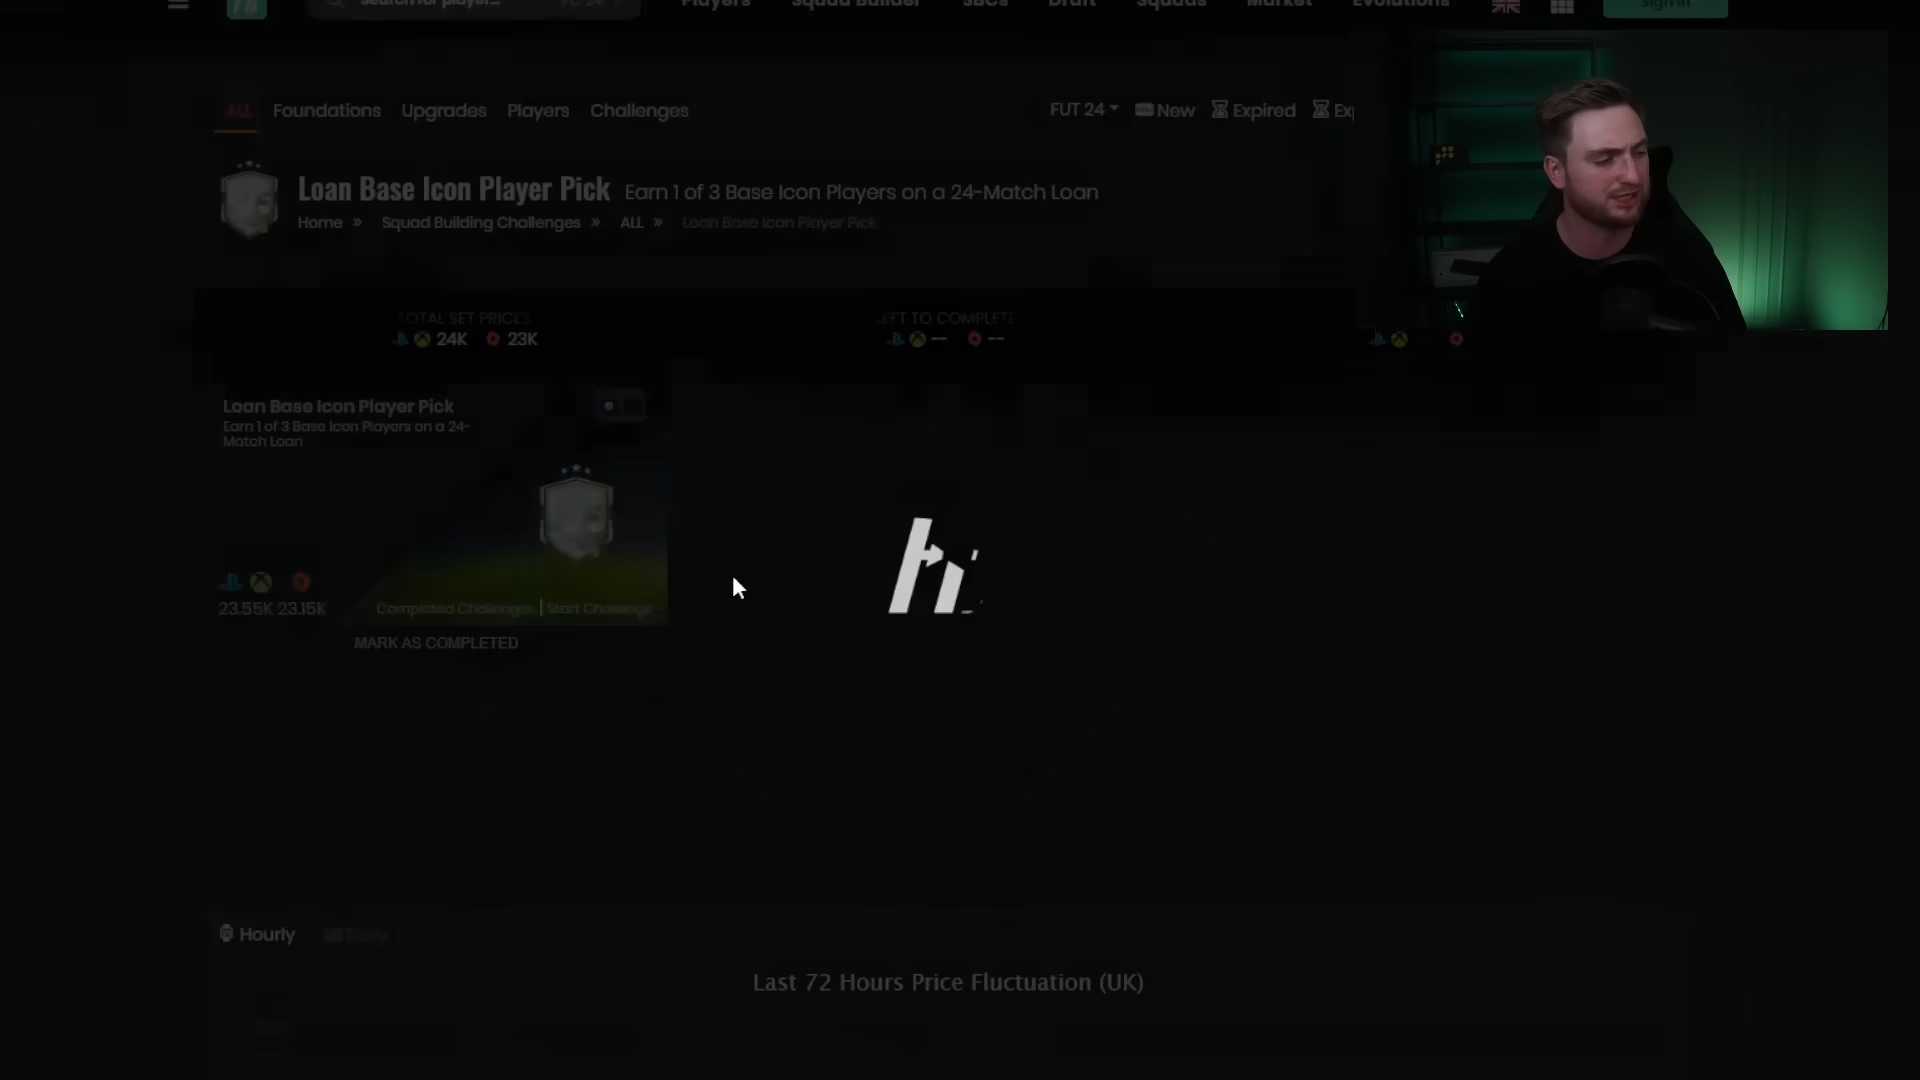 Search for player...
Players Squad Builder SBCs Draft Squads Market Evolutions Sign in
ALL Foundations Upgrades Players Challenges FUT 24 New Expired Exp
Loan Base Icon Player Pick Earn 1 of 3 Base Icon Players on a 24-Match Loan
Home » Squad Building Challenges » ALL » Loan Base Icon Player Pick
TOTAL SET PRICES LEFT TO COMPLETE
24K 23K -- --
Loan Base Icon Player Pick
Earn 1 of 3 Base Icon Players on a 24-
Match Loan
23.55K 23.15K Completed Challenges | Start Challenge
MARK AS COMPLETED
Hourly
Last 72 Hours Price Fluctuation (UK)